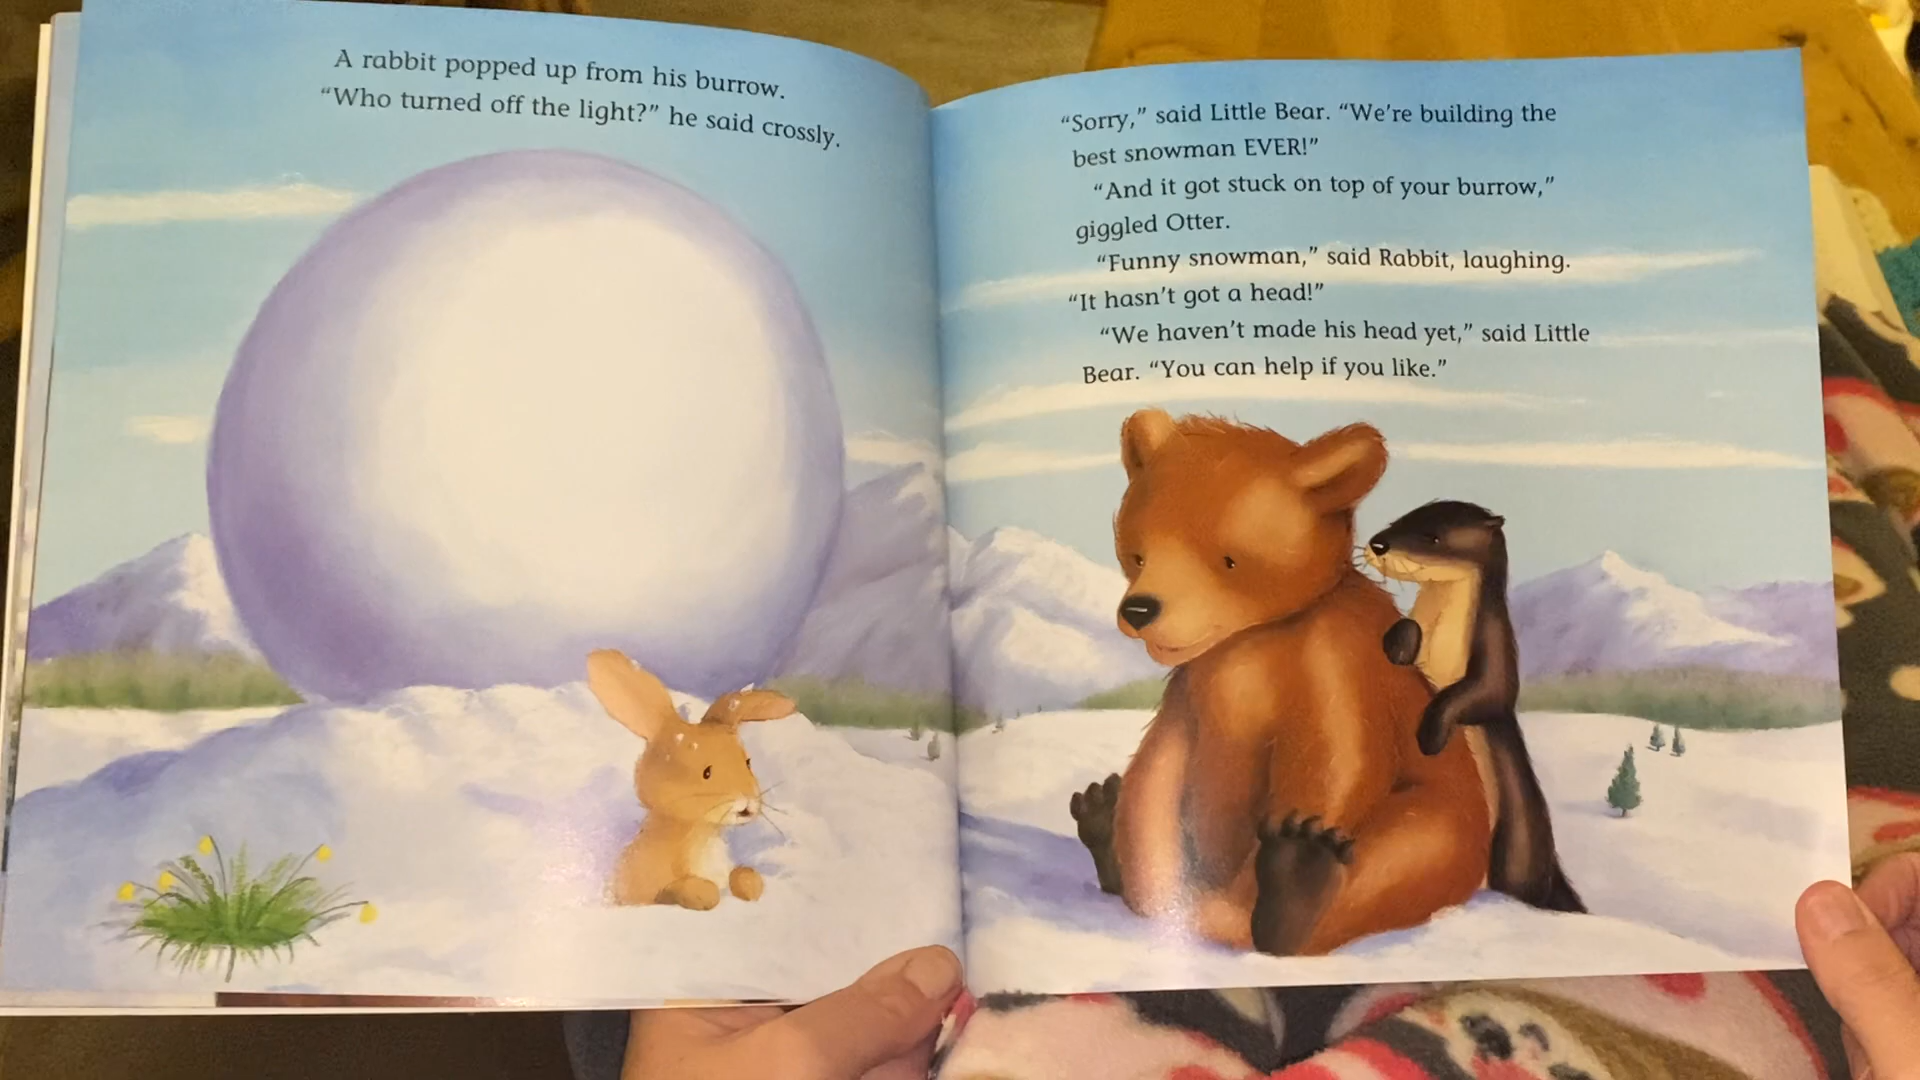 A rabbit popped up from his burrow.
“Who turned off the light?” he said crossly.
“Sorry,” said Little Bear. “We’re building the
best snowman EVER!”
“And it got stuck on top of your burrow,”
giggled Otter.
“Funny snowman,” said Rabbit, laughing.
“It hasn’t got a head!”
“We haven’t made his head yet,” said Little
Bear. “You can help if you like.”